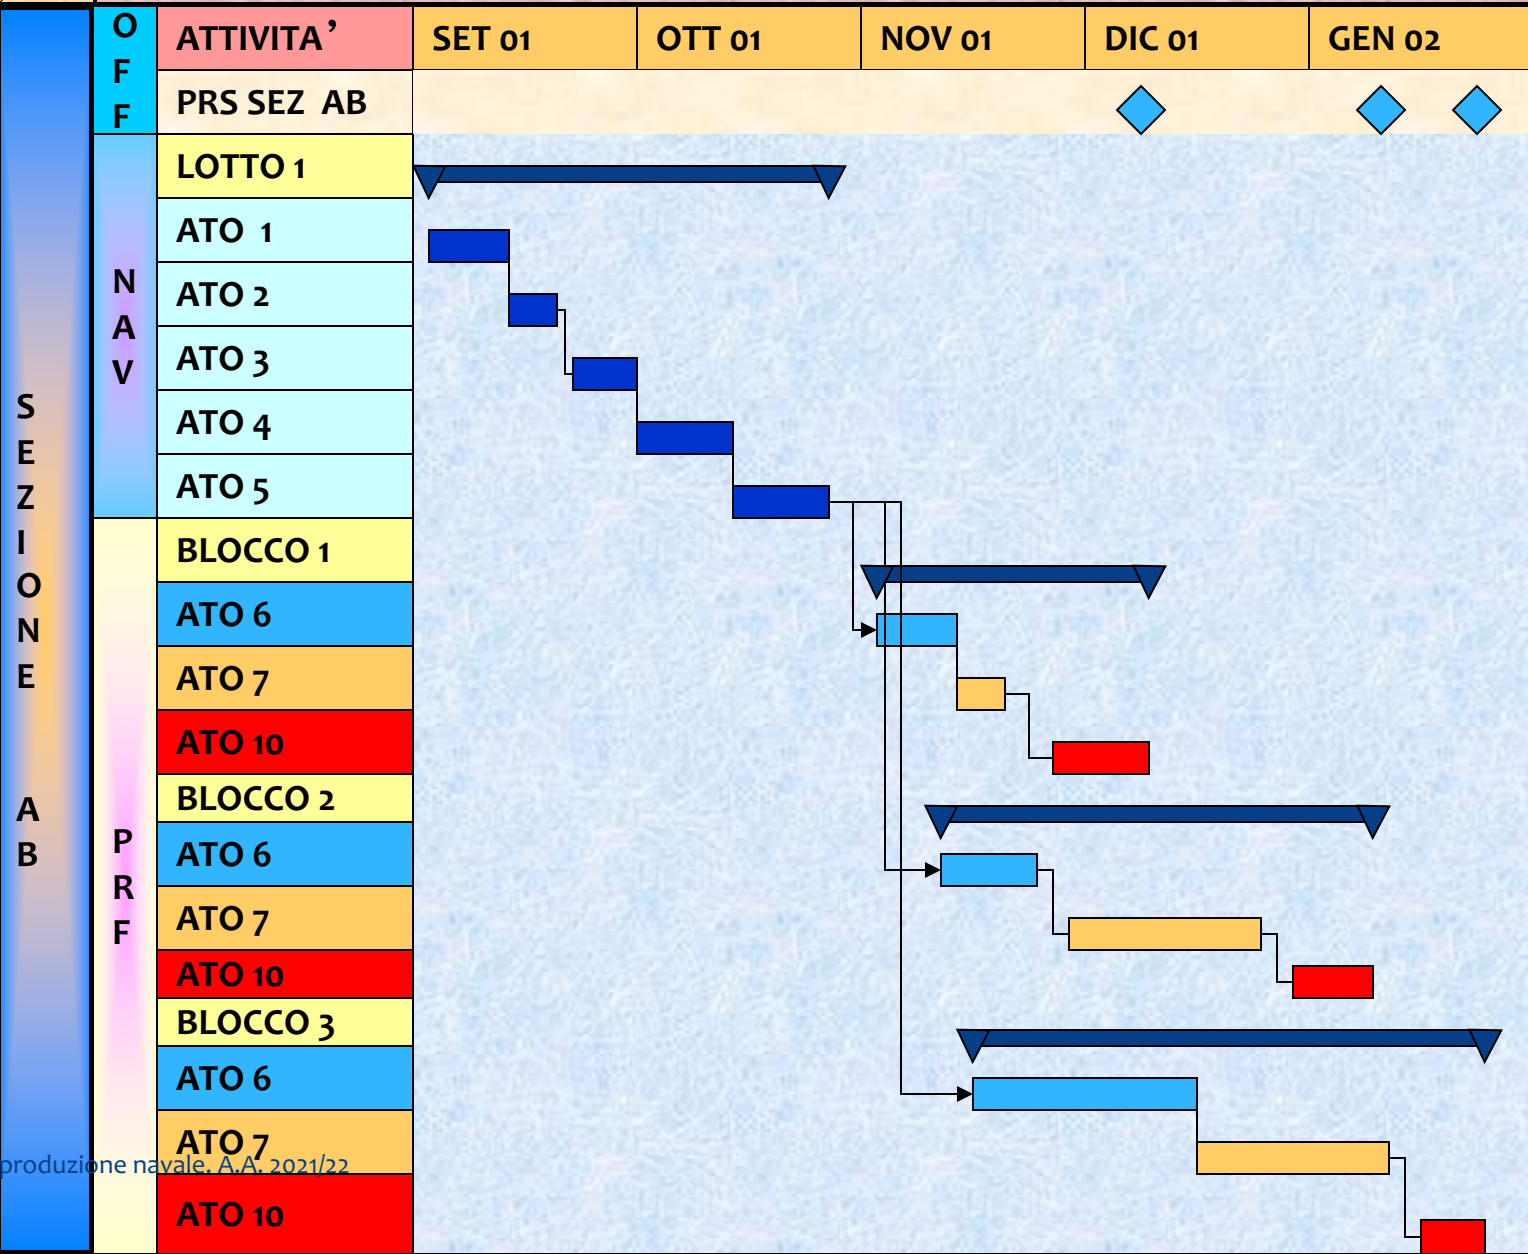 OFF
ATTIVITA’
SET 01
OTT 01
NOV 01
DIC 01
GEN 02
PRS SEZ AB
NAV
LOTTO 1
ATO 1
ATO 2
ATO 3
ATO 4
ATO 5
SEZIONE AB
PRF
BLOCCO 1
ATO 6
ATO 7
ATO 10
BLOCCO 2
ATO 6
ATO 7
ATO 10
BLOCCO 3
ATO 6
ATO 7
produzione navale. A.A. 2021/22
ATO 10